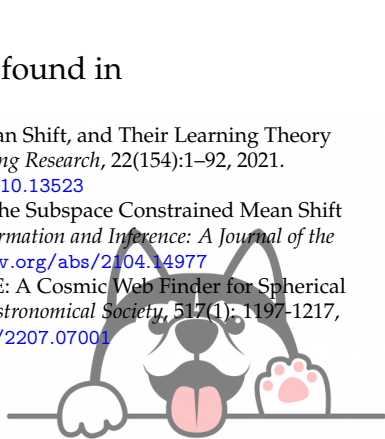 found in
an Shift, and Their Learning Theory
ng Research, 22(154):1–92, 2021.
10.13523
he Subspace Constrained Mean Shift
rmation and Inference: A Journal of the
v.org/abs/2104.14977
E: A Cosmic Web Finder for Spherical
stronomical Society, 517(1): 1197-1217,
/2207.07001